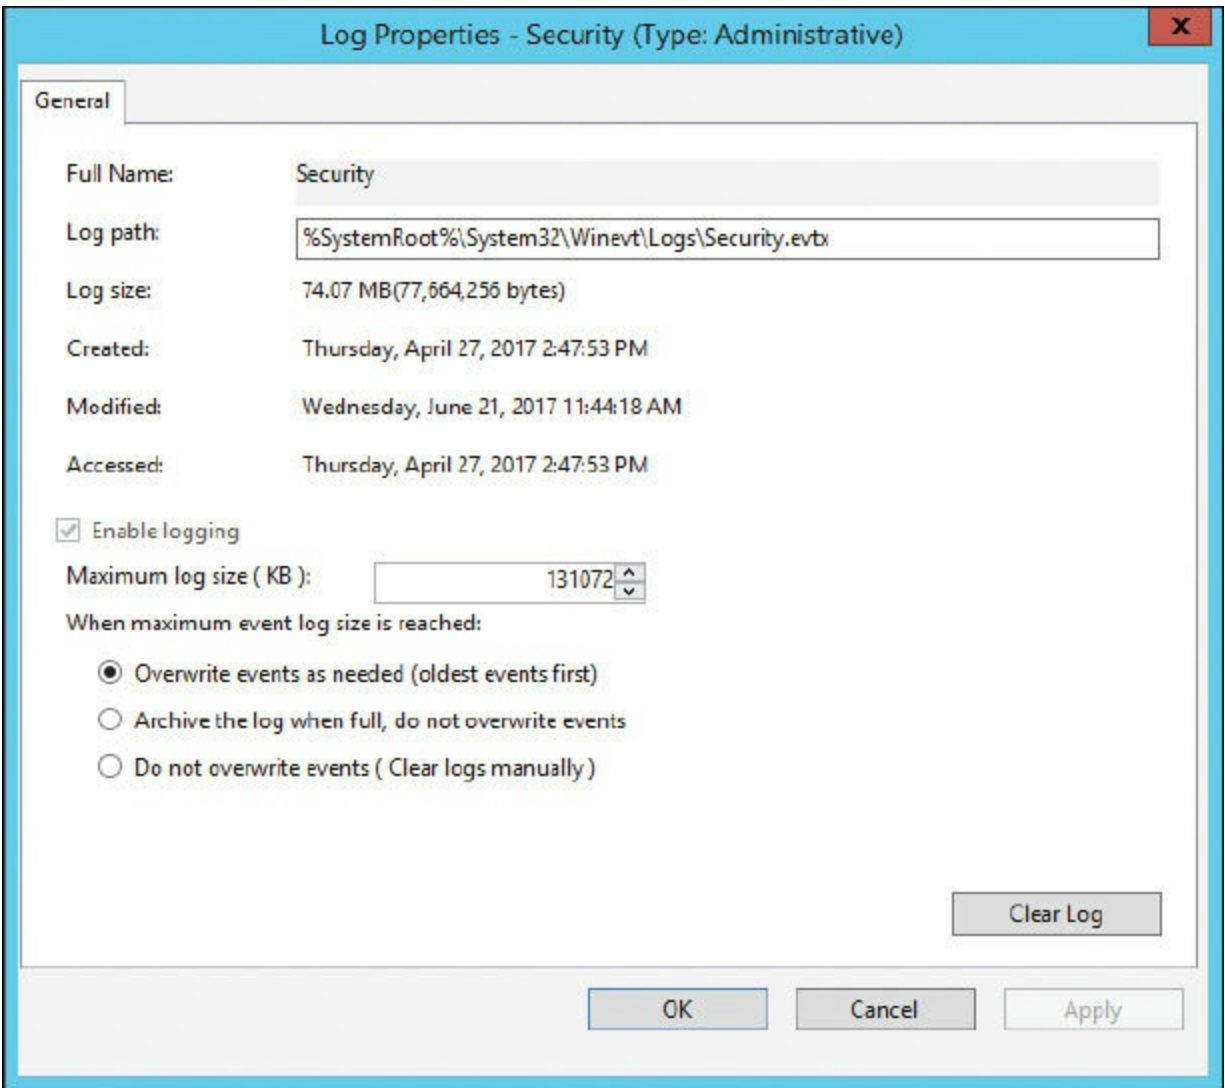 Log Properties - Security (Type: Administrative)
X
General
Full Name: Security
Log path: %SystemRoot%\System32\Winevt\Logs\Security.evtx
Log size: 74.07 MB(77,664,256 bytes)
Created: Thursday, April 27, 2017 2:47:53 PM
Modified: Wednesday, June 21, 2017 11:44:18 AM
Accessed: Thursday, April 27, 2017 2:47:53 PM
Enable logging
Maximum log size ( KB ): 131072
When maximum event log size is reached:
Overwrite events as needed (oldest events first)
Archive the log when full, do not overwrite events
Do not overwrite events ( Clear logs manually )
Clear Log
OK Cancel Apply